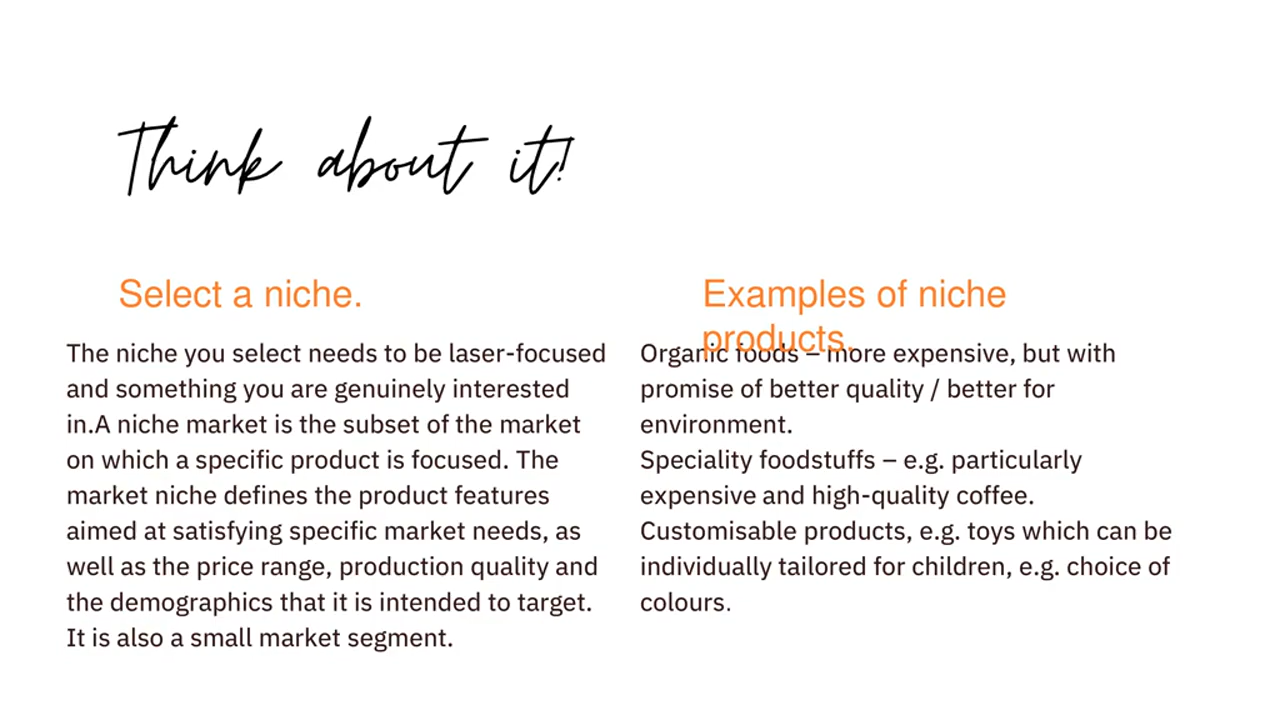 Think about it!
Select a niche.
The niche you select needs to be laser-focused
and something you are genuinely interested
in.A niche market is the subset of the market
on which a specific product is focused. The
market niche defines the product features
aimed at satisfying specific market needs, as
well as the price range, production quality and
the demographics that it is intended to target.
It is also a small market segment.
Examples of niche
products.
Organic foods – more expensive, but with
promise of better quality / better for
environment.
Speciality foodstuffs – e.g. particularly
expensive and high-quality coffee.
Customisable products, e.g. toys which can be
individually tailored for children, e.g. choice of
colours.